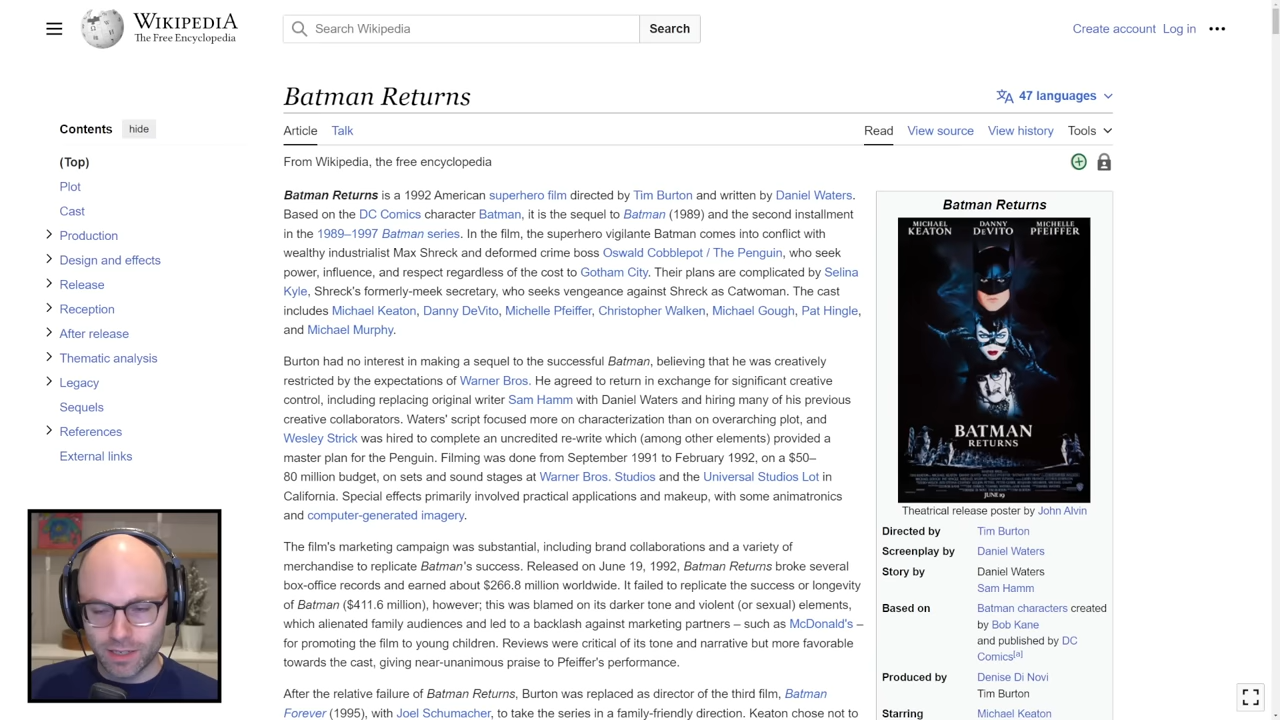 WIKIPEDIA
The Free Encyclopedia
Search Wikipedia
Search
Create account Log in
Batman Returns
47 languages
Contents hide
(Top)
Plot
Cast
Production
Design and effects
Release
Reception
After release
Thematic analysis
Legacy
Sequels
References
External links
Article Talk
Read View source View history Tools
From Wikipedia, the free encyclopedia
Batman Returns is a 1992 American superhero film directed by Tim Burton and written by Daniel Waters.
Based on the DC Comics character Batman, it is the sequel to Batman (1989) and the second installment
in the 1989–1997 Batman series. In the film, the superhero vigilante Batman comes into conflict with
wealthy industrialist Max Shreck and deformed crime boss Oswald Cobblepot / The Penguin, who seek
power, influence, and respect regardless of the cost to Gotham City. Their plans are complicated by Selina
Kyle, Shreck's formerly-meek secretary, who seeks vengeance against Shreck as Catwoman. The cast
includes Michael Keaton, Danny DeVito, Michelle Pfeiffer, Christopher Walken, Michael Gough, Pat Hingle,
and Michael Murphy.
Burton had no interest in making a sequel to the successful Batman, believing that he was creatively
restricted by the expectations of Warner Bros. He agreed to return in exchange for significant creative
control, including replacing original writer Sam Hamm with Daniel Waters and hiring many of his previous
creative collaborators. Waters' script focused more on characterization than on overarching plot, and
Wesley Strick was hired to complete an uncredited re-write which (among other elements) provided a
master plan for the Penguin. Filming was done from September 1991 to February 1992, on a $50–
80 million budget, on sets and sound stages at Warner Bros. Studios and the Universal Studios Lot in
California. Special effects primarily involved practical applications and makeup, with some animatronics
and computer-generated imagery.
The film's marketing campaign was substantial, including brand collaborations and a variety of
merchandise to replicate Batman's success. Released on June 19, 1992, Batman Returns broke several
box-office records and earned about $266.8 million worldwide. It failed to replicate the success or longevity
of Batman ($411.6 million), however; this was blamed on its darker tone and violent (or sexual) elements,
which alienated family audiences and led to a backlash against marketing partners – such as McDonald's –
for promoting the film to young children. Reviews were critical of its tone and narrative but more favorable
towards the cast, giving near-unanimous praise to Pfeiffer's performance.
After the relative failure of Batman Returns, Burton was replaced as director of the third film, Batman
Forever (1995), with Joel Schumacher, to take the series in a family-friendly direction. Keaton chose not to
Batman Returns
MICHAEL KEATON DANNY DEVITO MICHELLE PFEIFFER
BATMAN
RETURNS
JUNE 19
Theatrical release poster by John Alvin
Directed by Tim Burton
Screenplay by Daniel Waters
Story by Daniel Waters
Sam Hamm
Based on Batman characters created
by Bob Kane
and published by DC
Comics[a]
Produced by Denise Di Novi
Tim Burton
Starring Michael Keaton